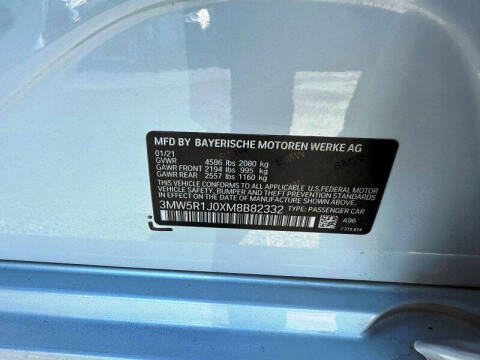 MFD BY BAYERISCHE MOTOREN WERKE AG
01/21
GVWR 4586 lbs 2080 kg
GAWR FRONT 2194 lbs 995 kg
GAWR REAR 2557 lbs 1160 kg
THIS VEHICLE CONFORMS TO ALL APPLICABLE U.S.FEDERAL MOTOR
VEHICLE SAFETY, BUMPER, AND THEFT PREVENTION STANDARDS
IN EFFECT ON THE DATE OF MANUFACTURE SHOWN ABOVE.
3MW5R1J0XM8B82332 TYPE: PASSENGER CAR
A96